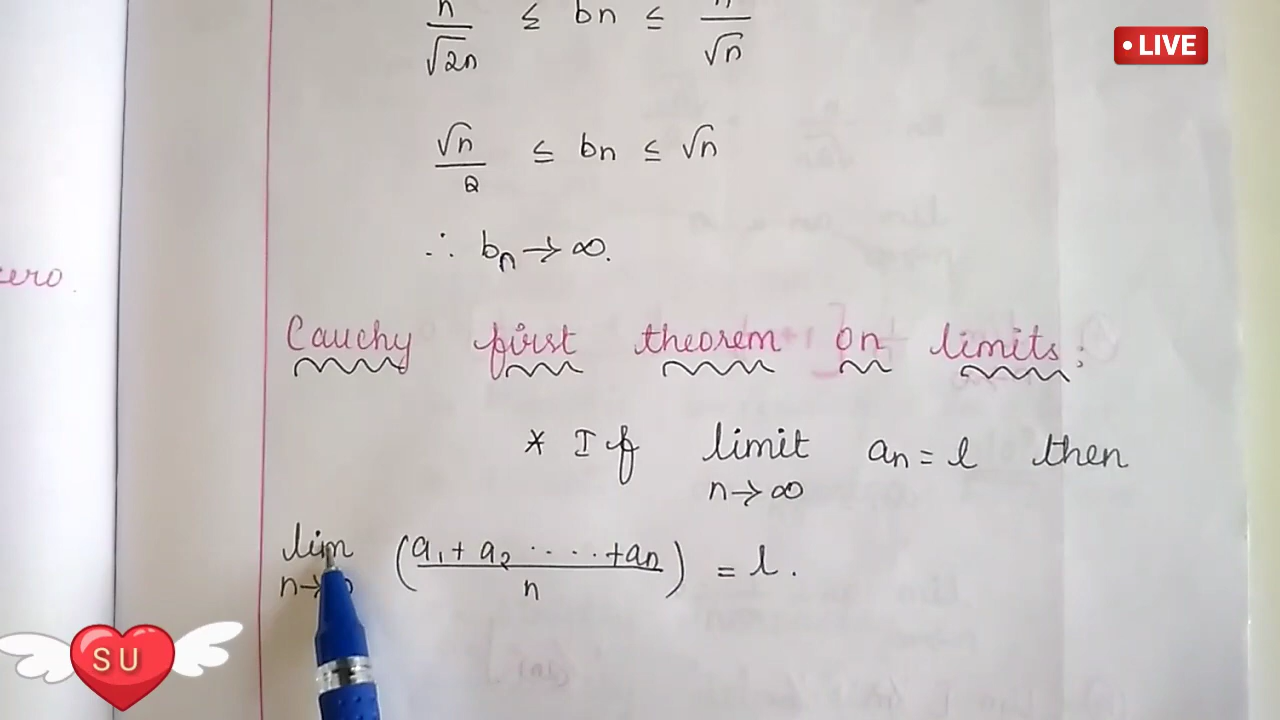 LIVE
n/√2n ≤ bn ≤ n/√n
√n/2 ≤ bn ≤ √n
∴ bn → ∞.
Cauchy first theorem on limits:
* If limit an = l then
n→∞
lim (a₁ + a₂ ····+an) = l.
n→ n
SU